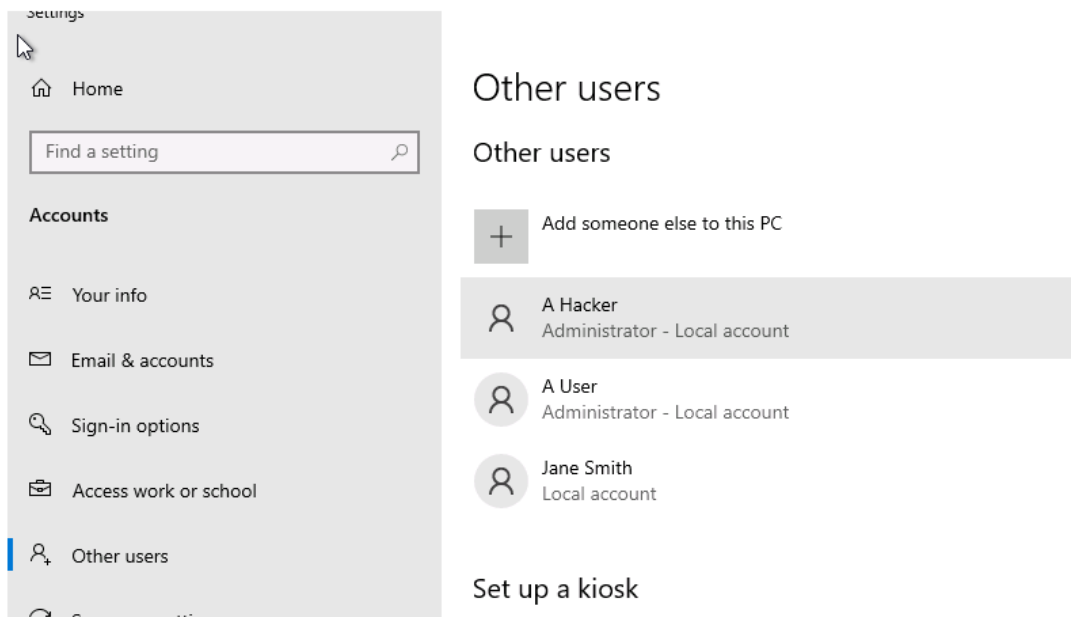 Settings
Home
Find a setting
Accounts
Your info
Email & accounts
Sign-in options
Access work or school
Other users
Other users
Other users
Add someone else to this PC
A Hacker
Administrator - Local account
A User
Administrator - Local account
Jane Smith
Local account
Set up a kiosk